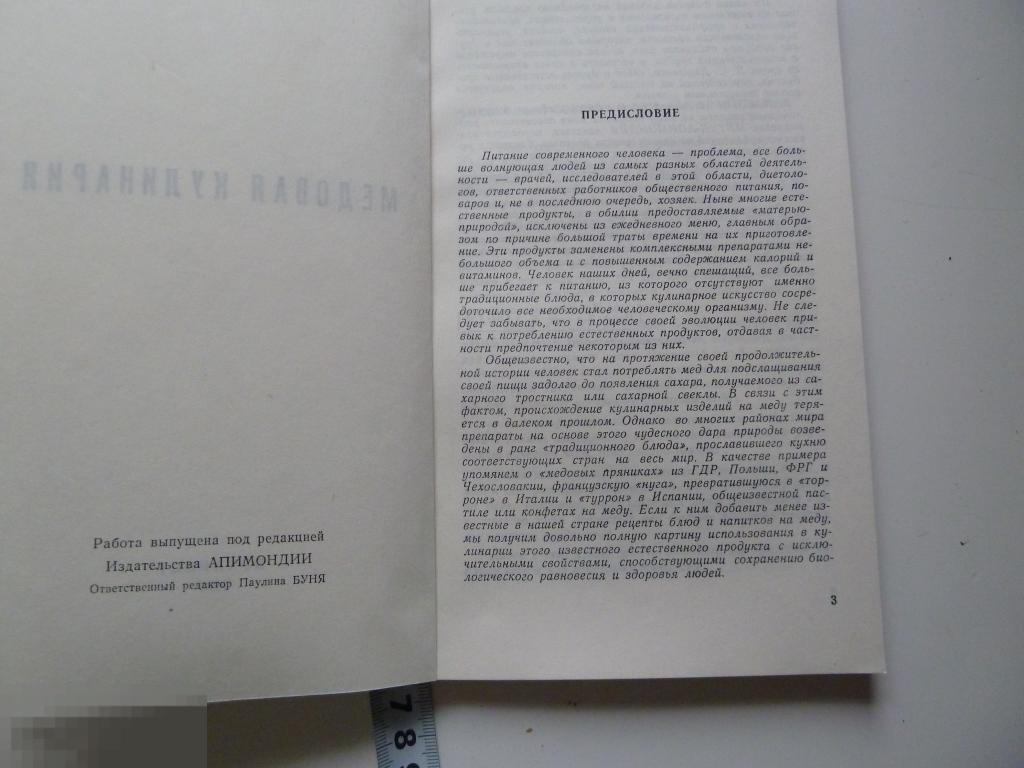 МЕДОВАЯ КУЛИНАРИЯ
Работа выпущена под редакцией
Издательства АПИМОНДИИ
Ответственный редактор Паулина БУНЯ
ПРЕДИСЛОВИЕ
Питание современного человека — проблема, все боль-
ше волнующая людей из самых разных областей деятель-
ности — врачей, исследователей в этой области, диетоло-
гов, ответственных работников общественного питания, по-
варов и, не в последнюю очередь, хозяек. Ныне многие есте-
ственные продукты, в обилии предоставляемые «матерью-
природой», исключены из ежедневного меню, главным обра-
зом по причине большой траты времени на их приготовле-
ние. Эти продукты заменены комплексными препаратами не-
большого объема и с повышенным содержанием калорий и
витаминов. Человек наших дней, вечно спешащий, все боль-
ше прибегает к питанию, из которого отсутствуют именно
традиционные блюда, в которых кулинарное искусство сосре-
доточило все необходимое человеческому организму. Не сле-
дует забывать, что в процессе своей эволюции человек при-
вык к потреблению естественных продуктов, отдавая в част-
ности предпочтение некоторым из них.
Общеизвестно, что на протяжение своей продолжитель-
ной истории человек стал потреблять мед для подслащивания
своей пищи задолго до появления сахара, получаемого из са-
харного тростника или сахарной свеклы. В связи с этим
фактом, происхождение кулинарных изделий на меду теря-
ется в далеком прошлом. Однако во многих районах мира
препараты на основе этого чудесного дара природы возве-
дены в ранг «традиционного блюда», прославившего кухню
соответствующих стран на весь мир. В качестве примера
упомянем о «медовых пряниках» из ГДР, Польши, ФРГ и
Чехословакии, французскую «нуга», превратившуюся в «тор-
роне» в Италии и «туррон» в Испании, общеизвестной пас-
тиле или конфетах на меду. Если к ним добавить менее из-
вестные в нашей стране рецепты блюд и напитков на меду,
мы получим довольно полную картину использования в ку-
линарии этого известного естественного продукта с исклю-
чительными свойствами, способствующими сохранению био-
логического равновесия и здоровья людей.
3
7 8